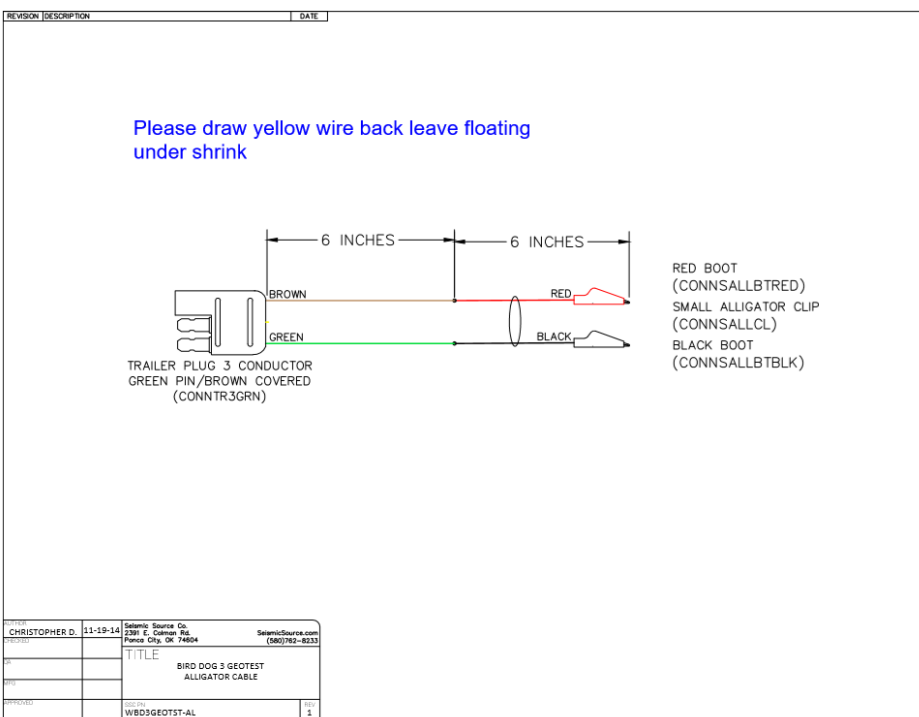 REVISION DESCRIPTION DATE
Please draw yellow wire back leave floating
under shrink
6 INCHES 6 INCHES
BROWN RED
GREEN BLACK
TRAILER PLUG 3 CONDUCTOR
GREEN PIN/BROWN COVERED
(CONNTR3GRN)
RED BOOT
(CONNSALLBTRED)
SMALL ALLIGATOR CLIP
(CONNSALLCL)
BLACK BOOT
(CONNSALLBTBLK)
AUTHOR
CHRISTOPHER D. 11-19-14
CHECKED
QA
MFG
APPROVED
Seismic Source Co.
2391 E. Coleman Rd. SeismicSource.com
Ponca City, OK 74604 (580)762-8233
TITLE
BIRD DOG 3 GEOTEST
ALLIGATOR CABLE
SSC PN REV
WBD3GEOTST-AL 1